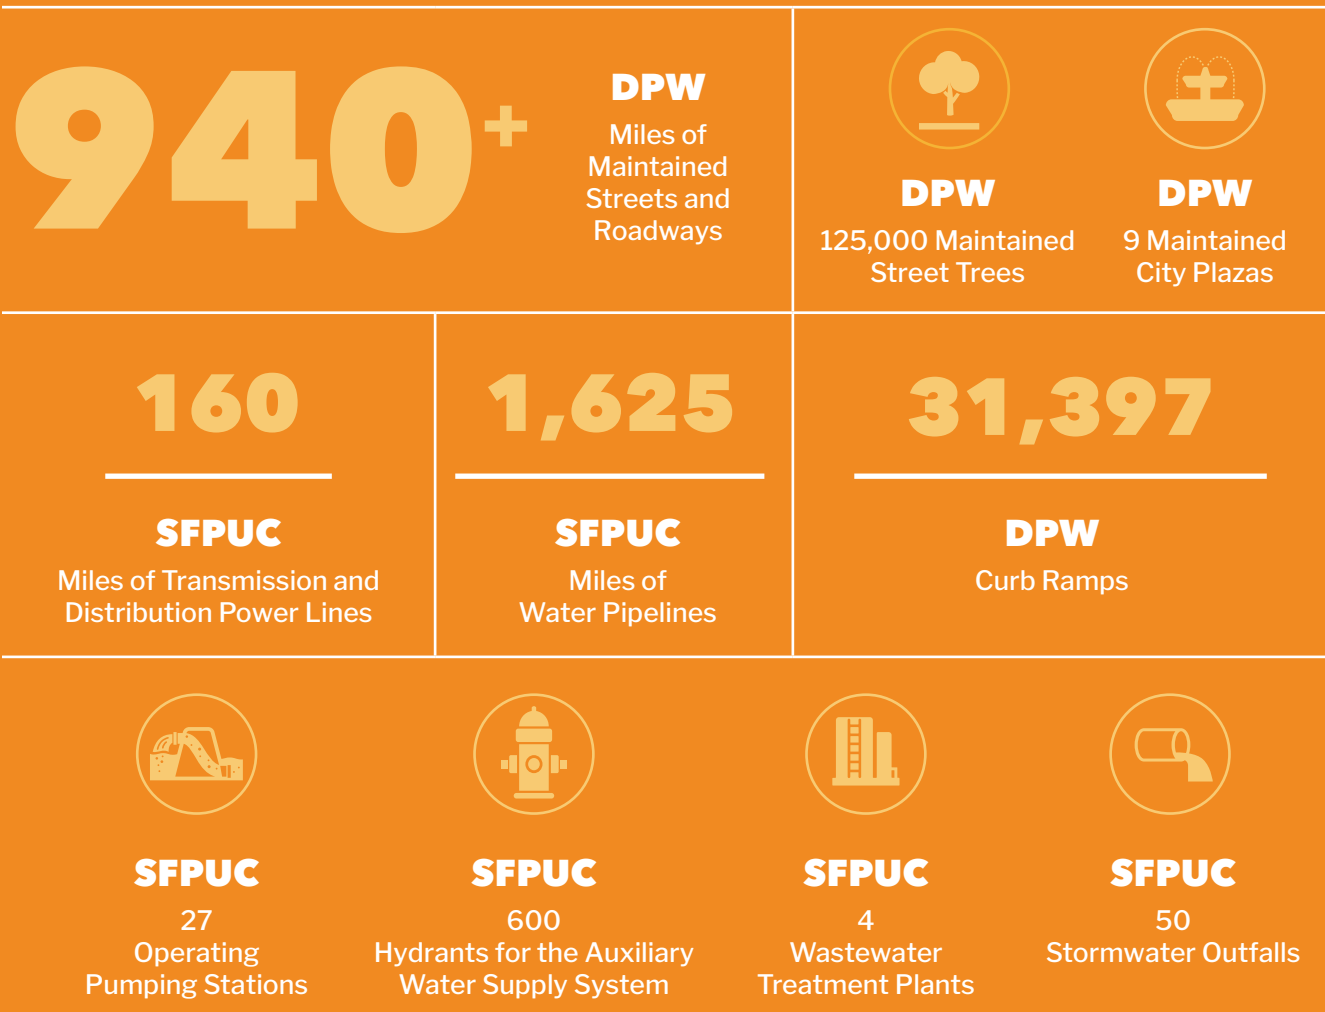 940+
DPW
Miles of
Maintained
Streets and
Roadways
DPW
125,000 Maintained
Street Trees
DPW
9 Maintained
City Plazas
160
SFPUC
Miles of Transmission and
Distribution Power Lines
1,625
SFPUC
Miles of
Water Pipelines
31,397
DPW
Curb Ramps
SFPUC
27
Operating
Pumping Stations
SFPUC
600
Hydrants for the Auxiliary
Water Supply System
SFPUC
4
Wastewater
Treatment Plants
SFPUC
50
Stormwater Outfalls